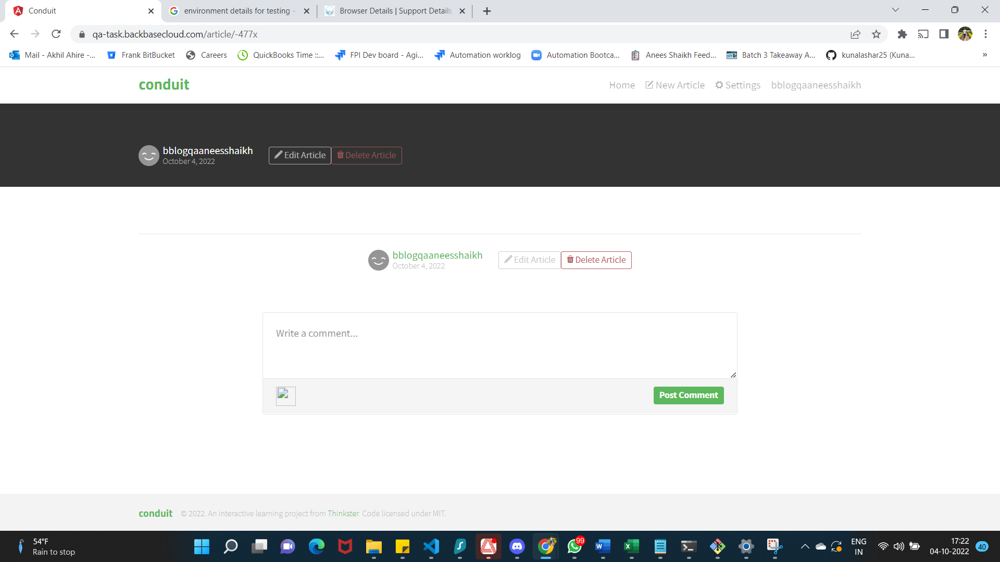 Conduit
environment details for testing -
Browser Details | Support Details
qa-task.backbasecloud.com/article/-477x
Mail - Akhil Ahire -...
Frank BitBucket
Careers
QuickBooks Time ::...
FPI Dev board - Agi...
Automation worklog
Automation Bootca...
Anees Shaikh Feed...
Batch 3 Takeaway A...
kunalashar25 (Kuna...
»
conduit
Home
New Article
Settings
bblogqaaneesshaikh
bblogqaaneesshaikh
October 4, 2022
Edit Article
Delete Article
bblogqaaneesshaikh
October 4, 2022
Edit Article
Delete Article
Write a comment...
Post Comment
conduit
© 2022. An interactive learning project from Thinkster. Code licensed under MIT.
54°F
Rain to stop
99
ENG
IN
17:22
04-10-2022
40